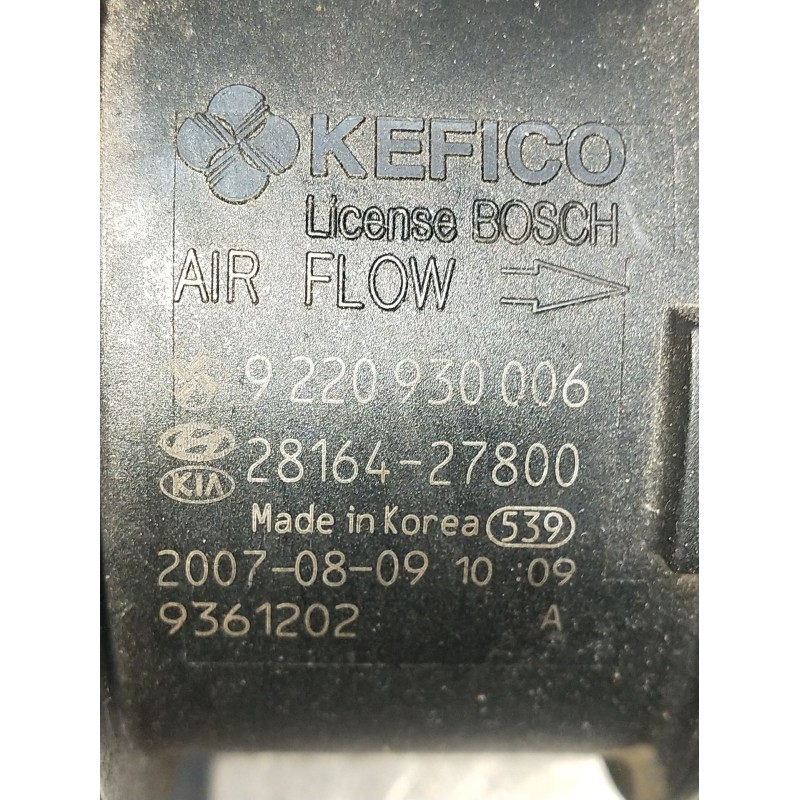 KEFICO
License BOSCH
AIR FLOW
9 220 930 006
28164-27800
KIA
Made in Korea 539
2007-08-09 10:09
9361202 A